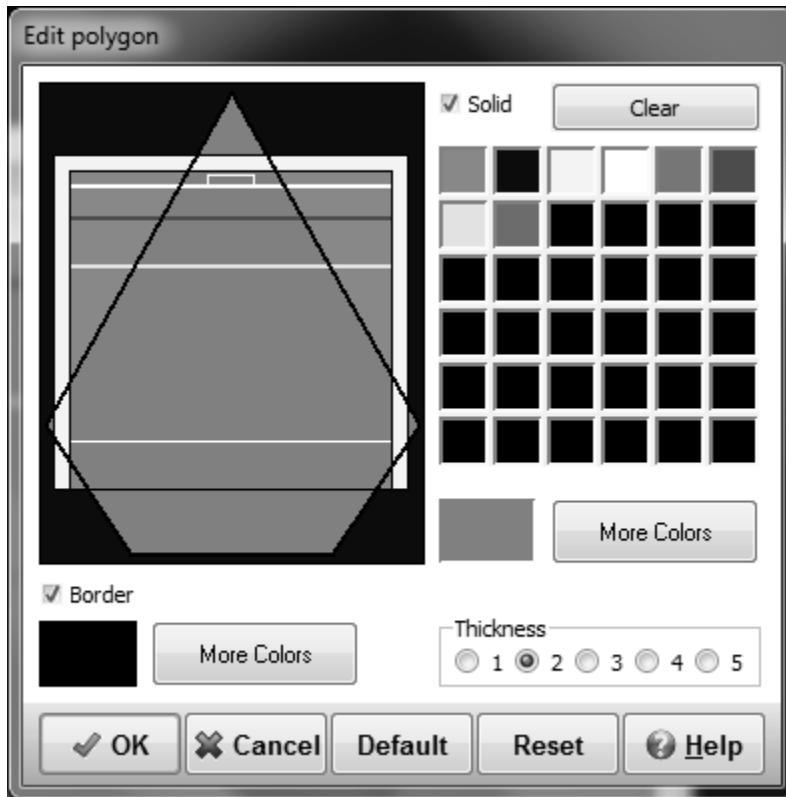 Edit polygon
Solid
Clear
More Colors
Border
More Colors
Thickness
1 2 3 4 5
OK Cancel Default Reset Help